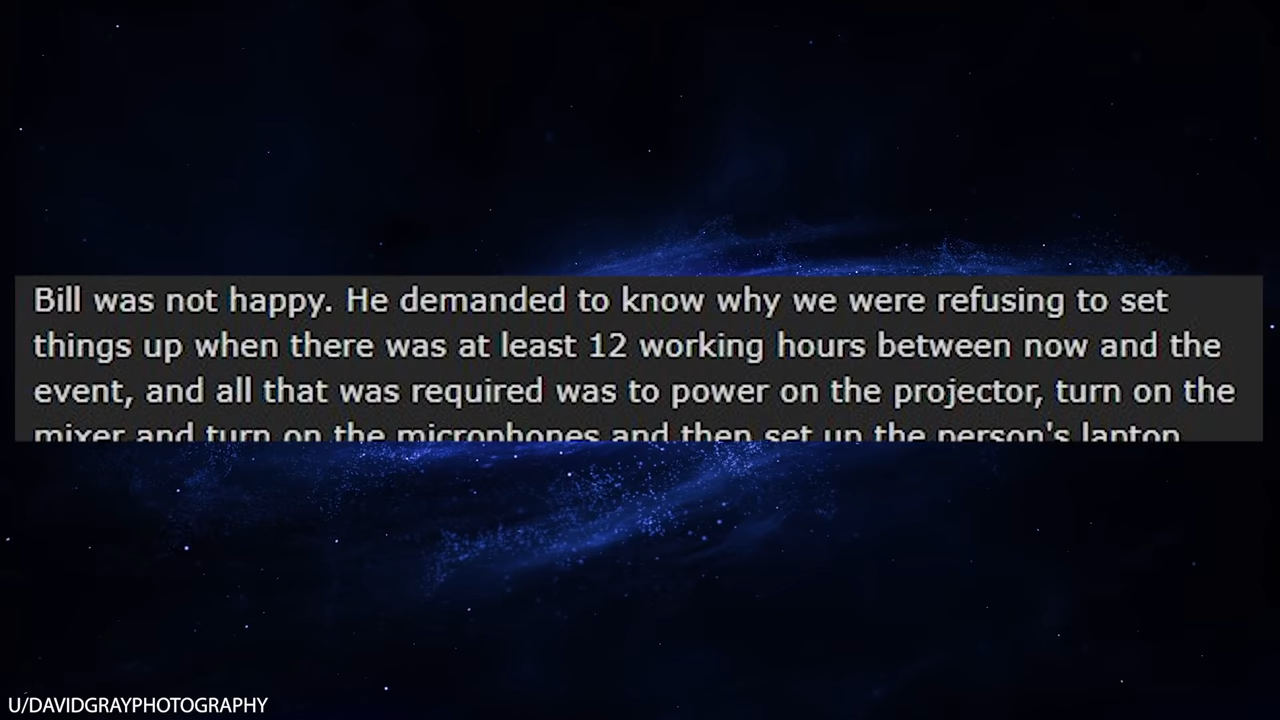 Bill was not happy. He demanded to know why we were refusing to set
things up when there was at least 12 working hours between now and the
event, and all that was required was to power on the projector, turn on the
mixer and turn on the microphones and then set up the person's laptop
U/DAVIDGRAYPHOTOGRAPHY